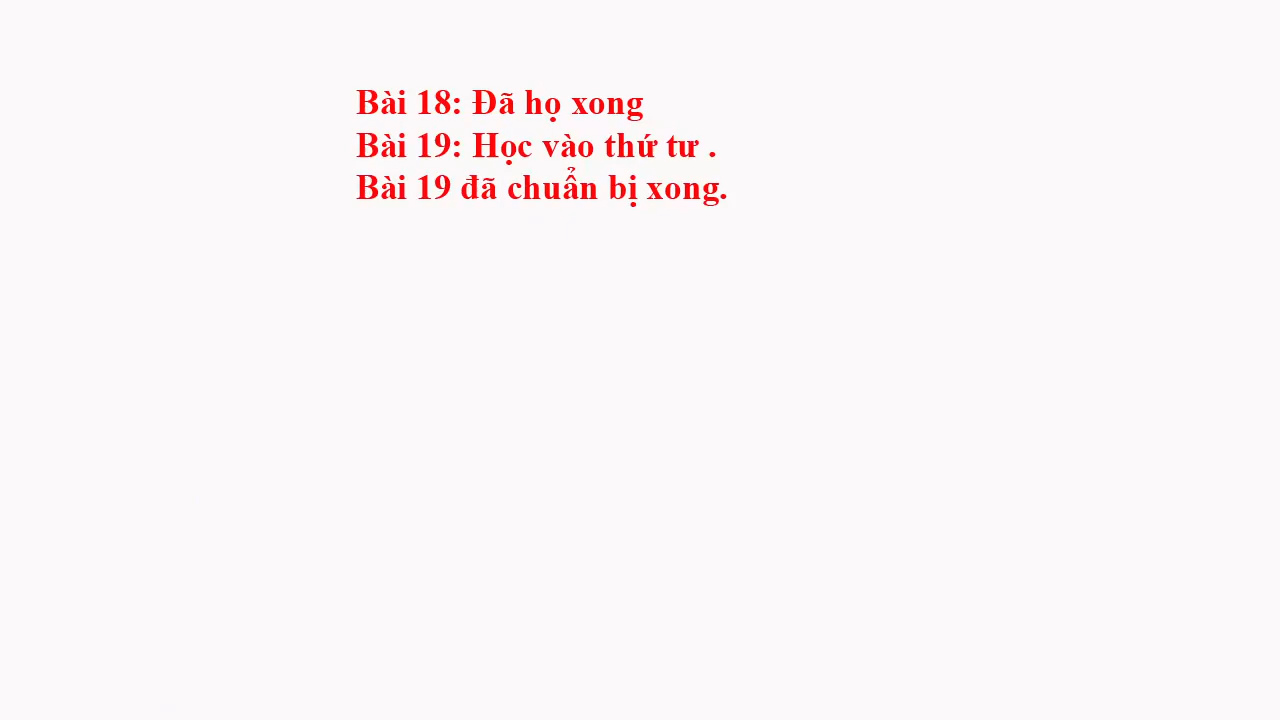 Bài 18: Đã họ xong
Bài 19: Học vào thứ tư .
Bài 19 đã chuẩn bị xong.